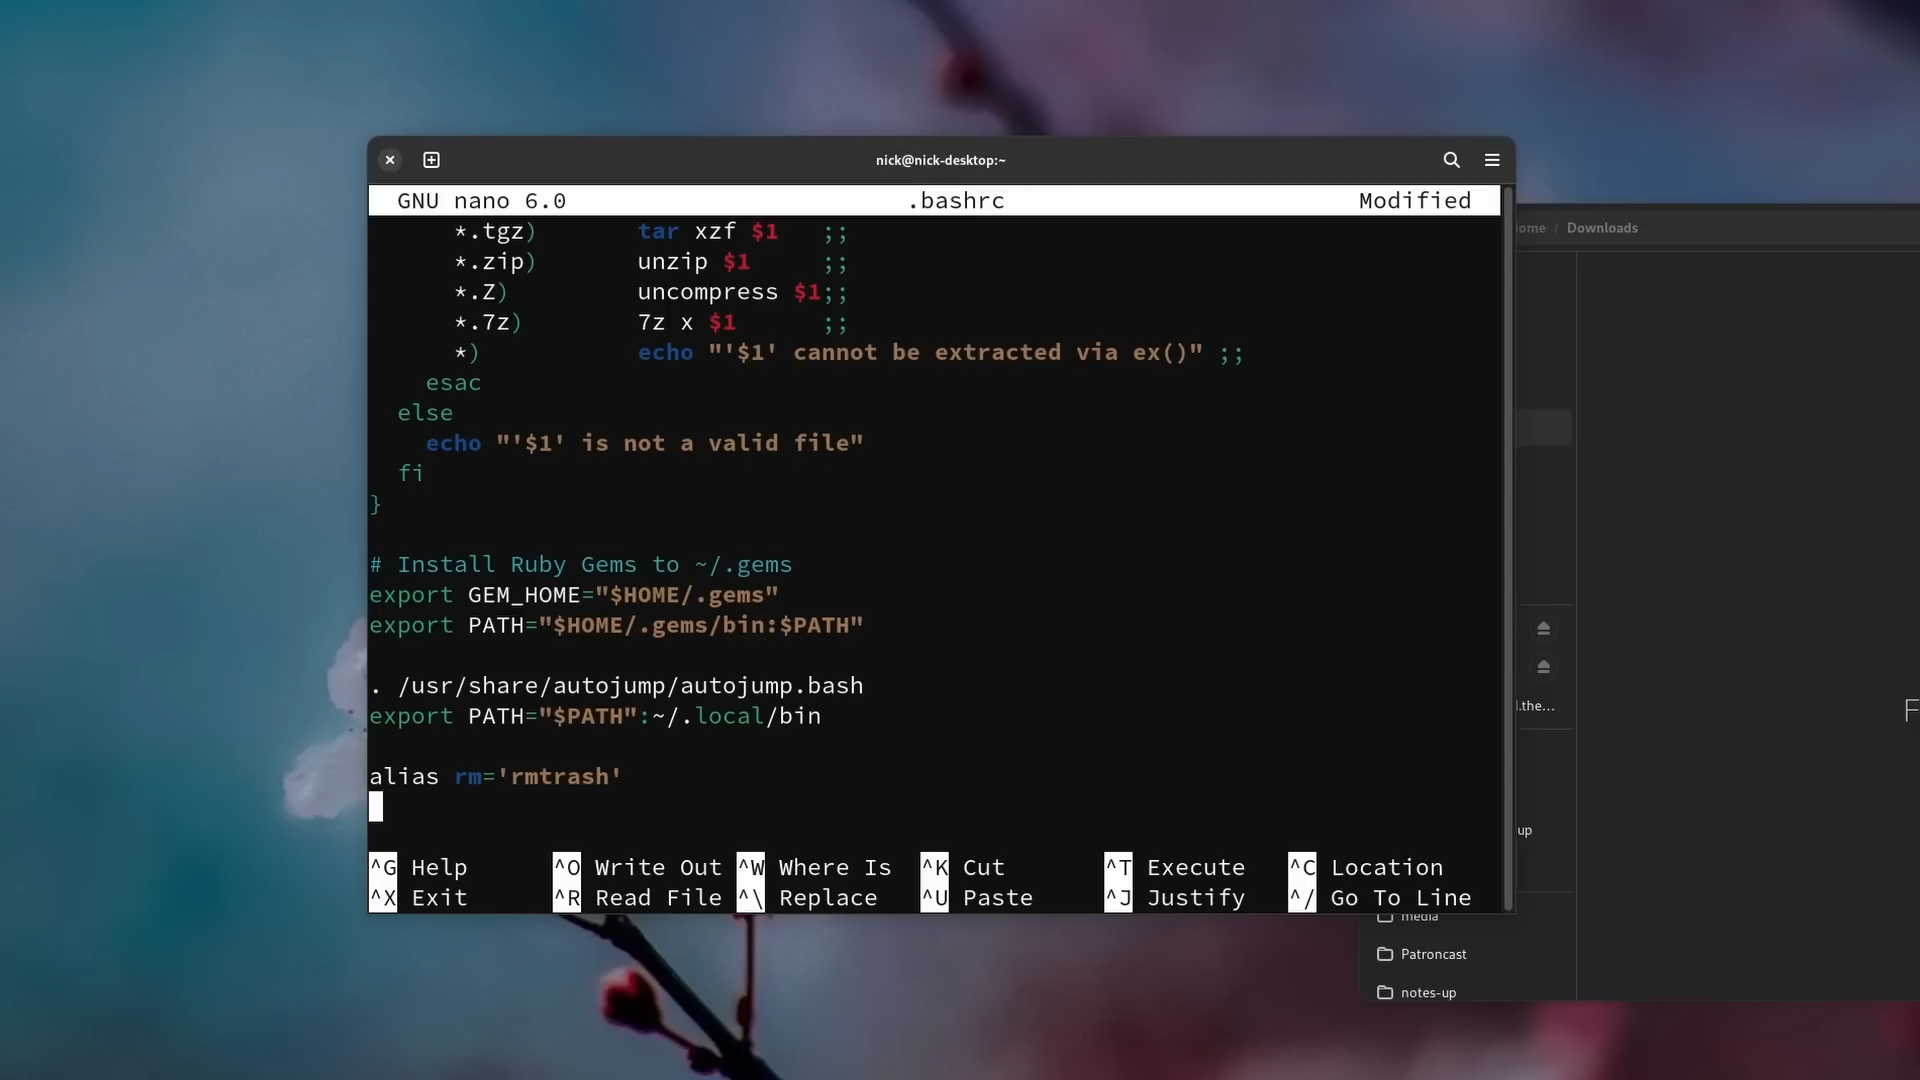 nick@nick-desktop:~
GNU nano 6.0 .bashrc Modified
*.tgz) tar xzf $1 ;;
*.zip) unzip $1 ;;
*.Z) uncompress $1;;
*.7z) 7z x $1 ;;
*) echo "'$1' cannot be extracted via ex()" ;;
esac
else
echo "'$1' is not a valid file"
fi
}
# Install Ruby Gems to ~/.gems
export GEM_HOME="$HOME/.gems"
export PATH="$HOME/.gems/bin:$PATH"
. /usr/share/autojump/autojump.bash
export PATH="$PATH":~/.local/bin
alias rm='rmtrash'
^G Help ^O Write Out ^W Where Is ^K Cut ^T Execute ^C Location
^X Exit ^R Read File ^\ Replace ^U Paste ^J Justify ^/ Go To Line
/ Downloads
media
Patroncast
notes-up